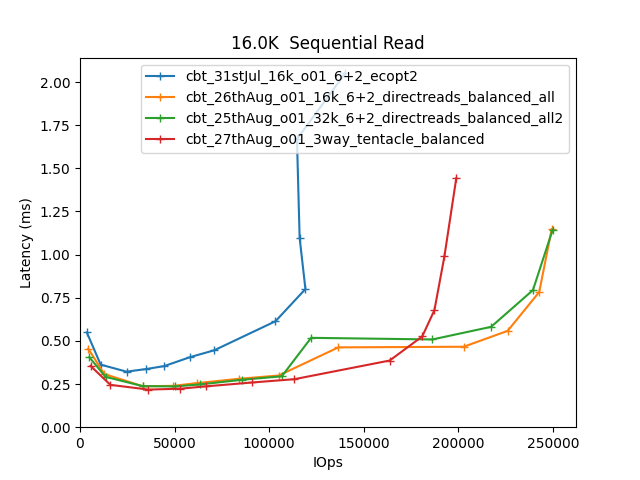 16.0K  Sequential Read
cbt_31stJul_16k_o01_6+2_ecopt2
cbt_26thAug_o01_16k_6+2_directreads_balanced_all
cbt_25thAug_o01_32k_6+2_directreads_balanced_all2
cbt_27thAug_o01_3way_tentacle_balanced
Latency (ms)
2.00
1.75
1.50
1.25
1.00
0.75
0.50
0.25
0.00
0 50000 100000 150000 200000 250000
IOps